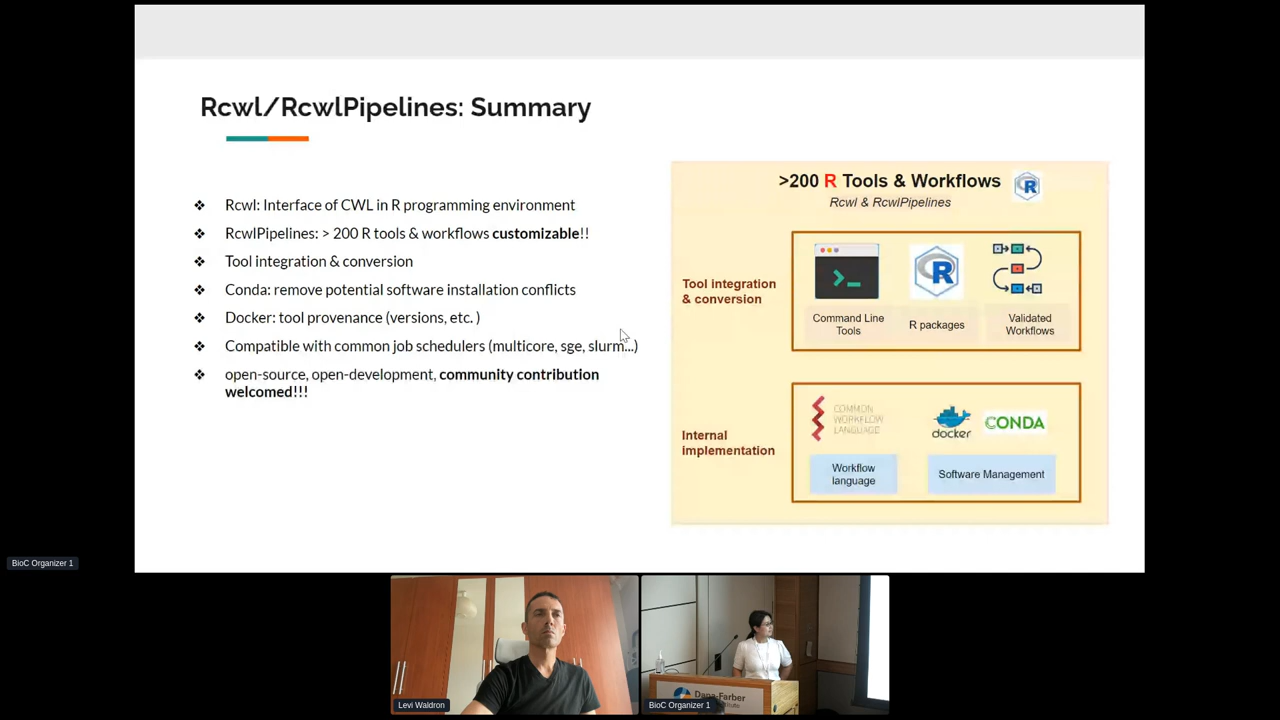 Rcwl/RcwlPipelines: Summary
❖ Rcwl: Interface of CWL in R programming environment
❖ RcwlPipelines: > 200 R tools & workflows customizable!!
❖ Tool integration & conversion
❖ Conda: remove potential software installation conflicts
❖ Docker: tool provenance (versions, etc. )
❖ Compatible with common job schedulers (multicore, sge, slurm...)
❖ open-source, open-development, community contribution
welcomed!!!
>200 R Tools & Workflows
R
Rcwl & RcwlPipelines
Tool integration
& conversion
>_
R
Command Line
Tools
R packages
Validated
Workflows
Internal
implementation
COMMON
WORKFLOW
LANGUAGE
docker
CONDA
Workflow
language
Software Management
BioC Organizer 1
Levi Waldron
Dana-Farber
BioC Organizer 1